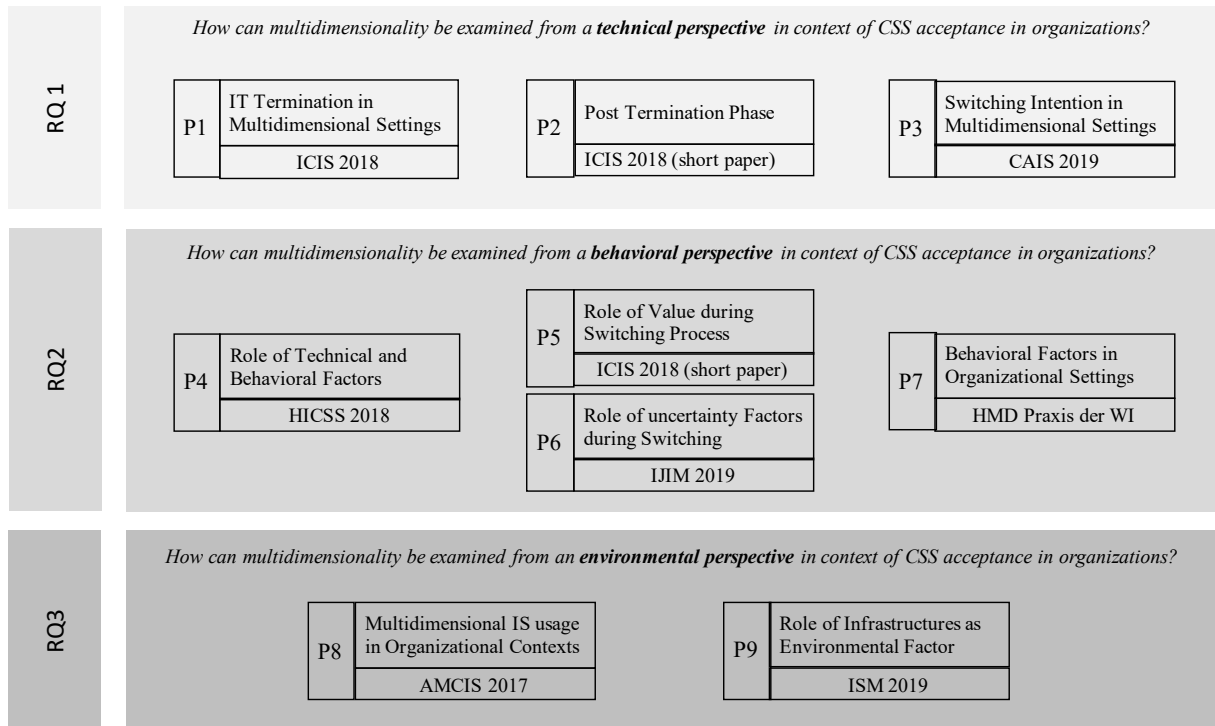 RQ 1
How can multidimensionality be examined from a technical perspective in context of CSS acceptance in organizations?
P1
IT Termination in
Multidimensional Settings
ICIS 2018
P2
Post Termination Phase
ICIS 2018 (short paper)
P3
Switching Intention in
Multidimensional Settings
CAIS 2019
RQ2
How can multidimensionality be examined from a behavioral perspective in context of CSS acceptance in organizations?
P4
Role of Technical and
Behavioral Factors
HICSS 2018
P5
Role of Value during
Switching Process
ICIS 2018 (short paper)
P6
Role of uncertainty Factors
during Switching
IJIM 2019
P7
Behavioral Factors in
Organizational Settings
HMD Praxis der WI
RQ3
How can multidimensionality be examined from an environmental perspective in context of CSS acceptance in organizations?
P8
Multidimensional IS usage
in Organizational Contexts
AMCIS 2017
P9
Role of Infrastructures as
Environmental Factor
ISM 2019